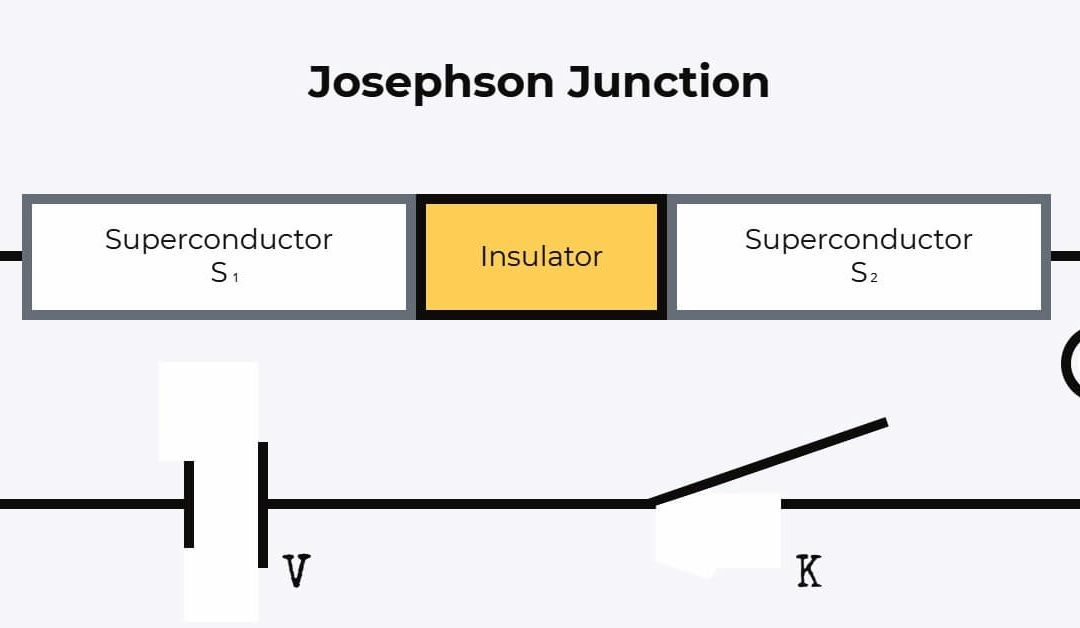 Josephson Junction
Superconductor
S₁
Insulator
Superconductor
S₂
V
K